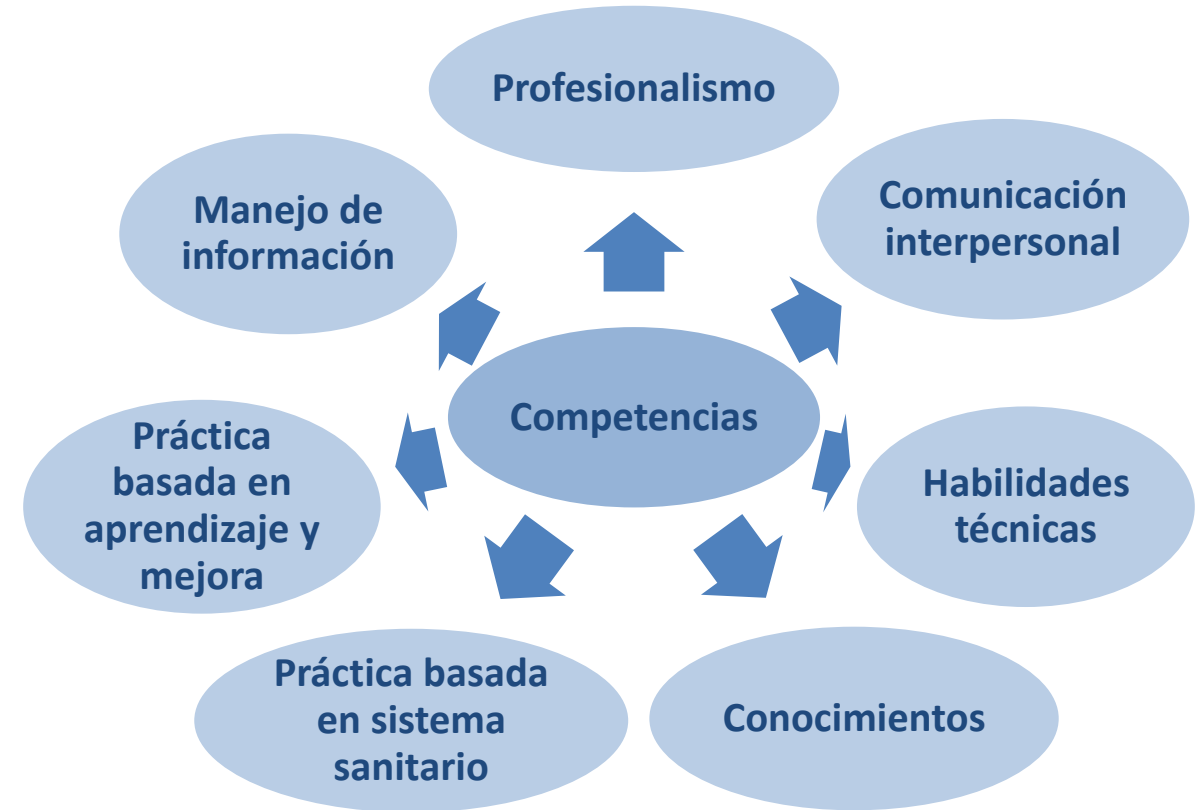 Profesionalismo
Comunicación
interpersonal
Manejo de
información
Competencias
Práctica
basada en
aprendizaje y
mejora
Habilidades
técnicas
Práctica basada
en sistema
sanitario
Conocimientos